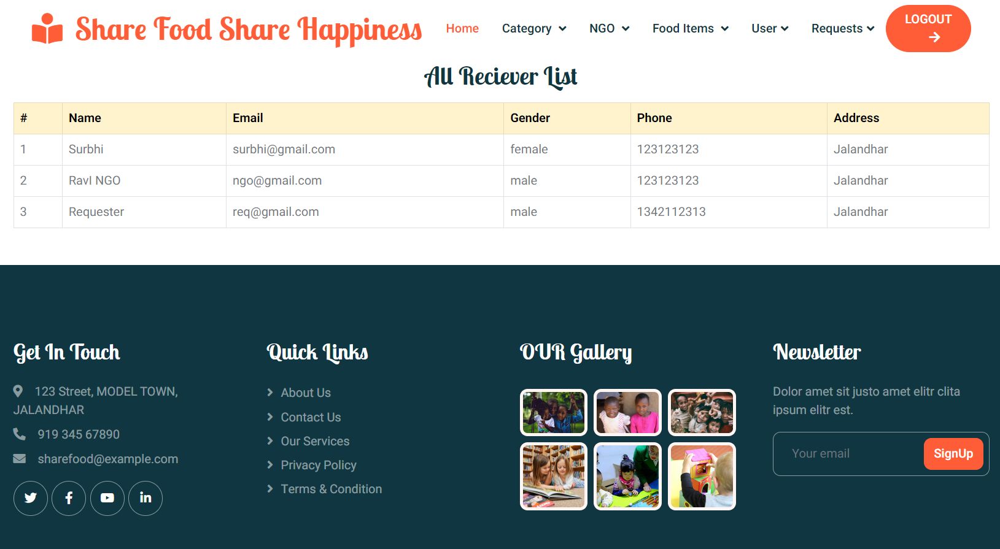 Share Food Share Happiness
Home Category NGO Food Items User Requests LOGOUT
All Reciever List
# Name Email Gender Phone Address
1 Surbhi surbhi@gmail.com female 123123123 Jalandhar
2 RavI NGO ngo@gmail.com male 123123123 Jalandhar
3 Requester req@gmail.com male 1342112313 Jalandhar
Get In Touch
123 Street, MODEL TOWN,
JALANDHAR
919 345 67890
sharefood@example.com
Quick Links
About Us
Contact Us
Our Services
Privacy Policy
Terms & Condition
OUR Gallery
Newsletter
Dolor amet sit justo amet elitr clita
ipsum elitr est.
Your email SignUp